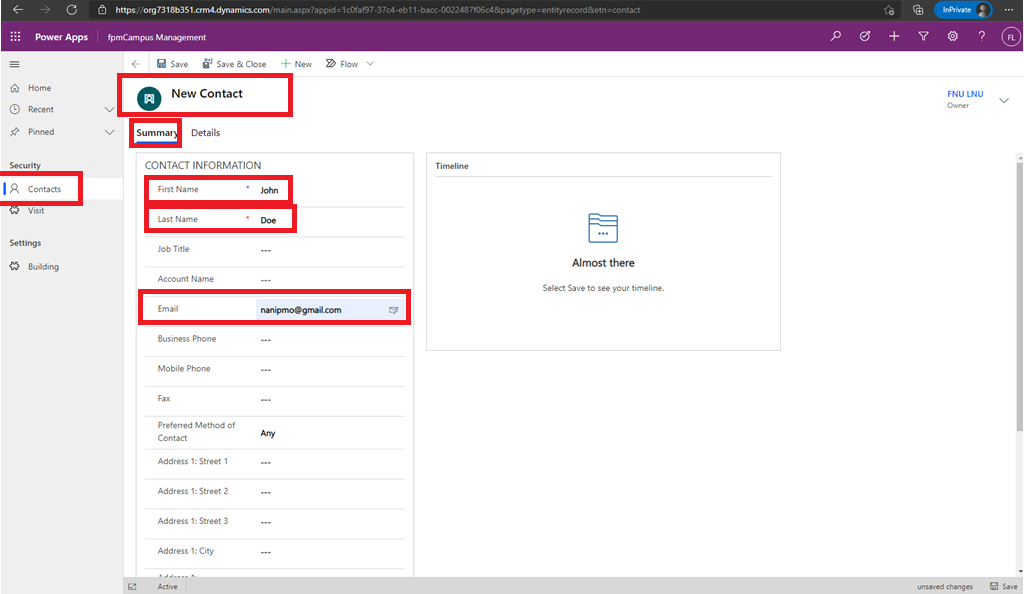 https://org7318b351.crm4.dynamics.com/main.aspx?appid=1c0faf97-37c4-eb11-bacc-0022487f06c4&pagetype=entityrecord&etn=contact
InPrivate
Power Apps
fpmCampus Management
FL
Save
Save & Close
New
Flow
Home
Recent
Pinned
Security
Contacts
Visit
Settings
Building
New Contact
FNU LNU
Owner
Summary
Details
CONTACT INFORMATION
First Name * John
Last Name * Doe
Job Title ---
Account Name ---
Email nanipmo@gmail.com
Business Phone ---
Mobile Phone ---
Fax ---
Preferred Method of
Contact
Any
Address 1: Street 1 ---
Address 1: Street 2 ---
Address 1: Street 3 ---
Address 1: City ---
Address 1:
Timeline
Almost there
Select Save to see your timeline.
Active
unsaved changes
Save